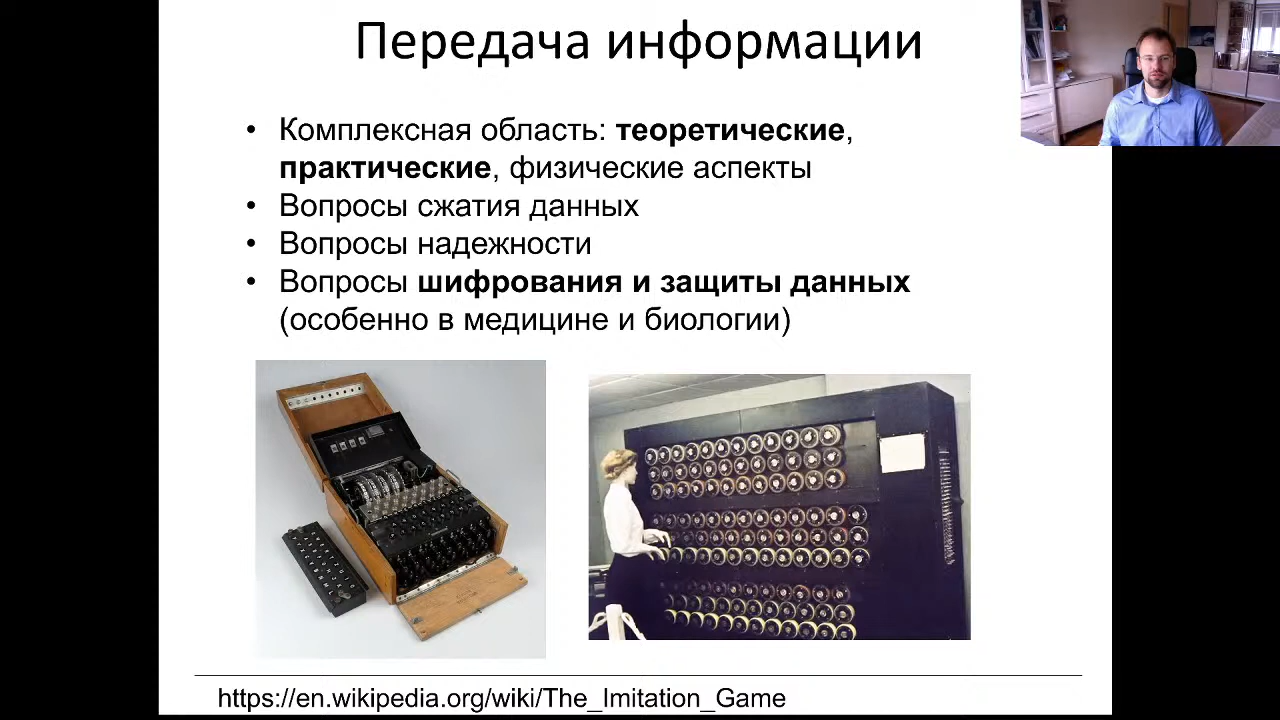 Передача информации
• Комплексная область: теоретические,
практические, физические аспекты
• Вопросы сжатия данных
• Вопросы надежности
• Вопросы шифрования и защиты данных
(особенно в медицине и биологии)
https://en.wikipedia.org/wiki/The_Imitation_Game